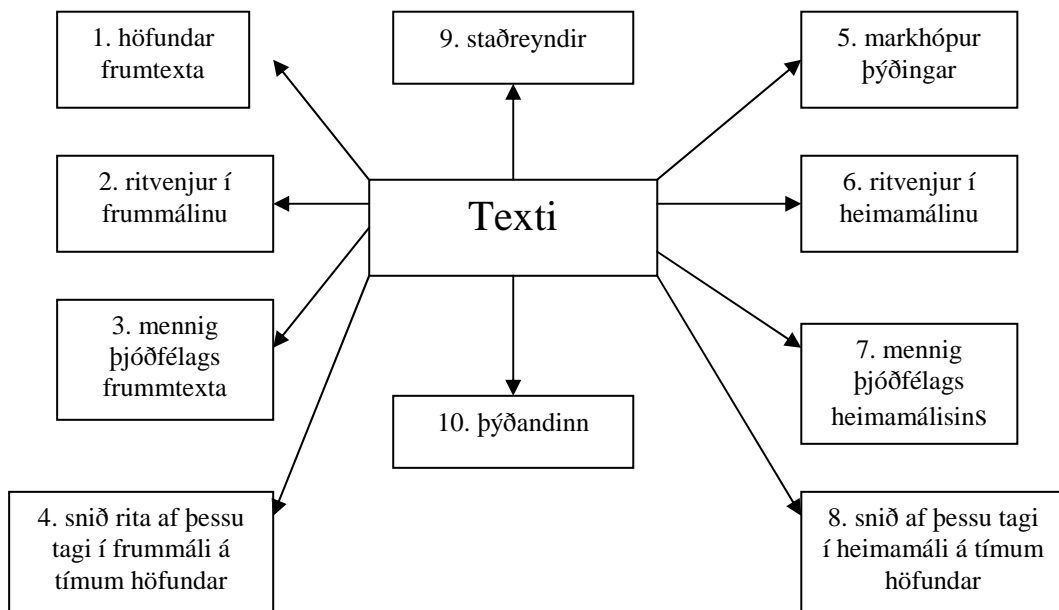 1. höfundar
frumtexta
9. staðreyndir
5. markhópur
þýðingar
2. ritvenjur í
frummálinu
Texti
6. ritvenjur í
heimamálinu
3. mennig
þjóðfélags
frummtexta
7. mennig
þjóðfélags
heimamálisins
10. þýðandinn
4. snið rita af þessu
tagi í frummáli á
tímum höfundar
8. snið af þessu tagi
í heimamáli á tímum
höfundar